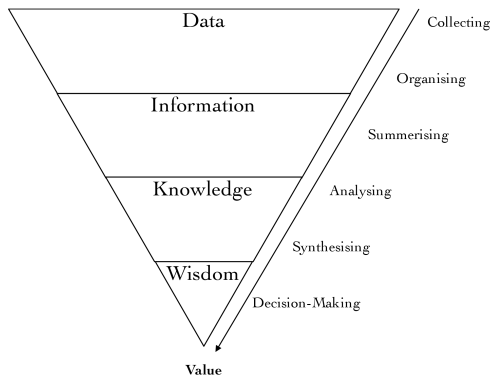 Data
Collecting
Organising
Information
Summerising
Knowledge
Analysing
Synthesising
Wisdom
Decision-Making
Value